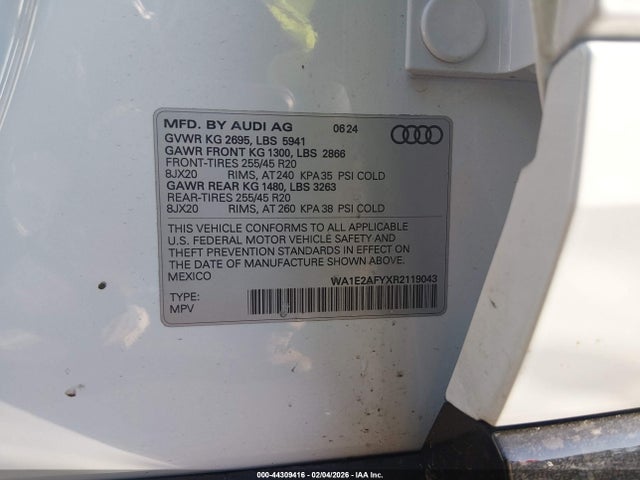 MFD. BY AUDI AG 06 24
GVWR KG 2695, LBS 5941
GAWR FRONT KG 1300, LBS 2866
FRONT-TIRES 255/45 R20
8JX20 RIMS, AT 240 KPA 35 PSI COLD
GAWR REAR KG 1480, LBS 3263
REAR-TIRES 255/45 R20
8JX20 RIMS, AT 260 KPA 38 PSI COLD
THIS VEHICLE CONFORMS TO ALL APPLICABLE
U.S. FEDERAL MOTOR VEHICLE SAFETY AND
THEFT PREVENTION STANDARDS IN EFFECT ON
THE DATE OF MANUFACTURE SHOWN ABOVE.
MEXICO
WA1E2AFYXR2119043
TYPE:
MPV
000-44309416 - 02/04/2026 - IAA Inc.